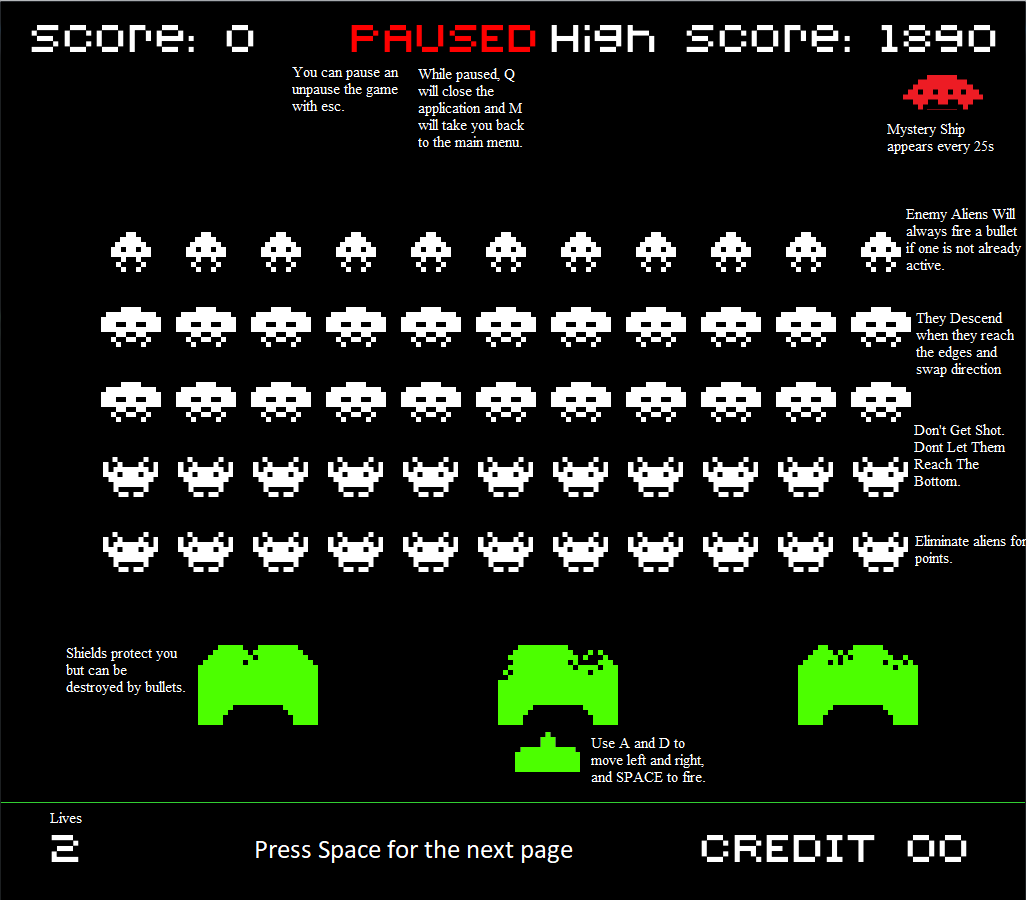 score: 0 PAUSED High score: 1890
You can pause an
unpause the game
with esc.
While paused, Q
will close the
application and M
will take you back
to the main menu.
Mystery Ship
appears every 25s
Enemy Aliens Will
always fire a bullet
if one is not already
active.
They Descend
when they reach
the edges and
swap direction
Don't Get Shot.
Dont Let Them
Reach The
Bottom.
Eliminate aliens for
points.
Shields protect you
but can be
destroyed by bullets.
Use A and D to
move left and right,
and SPACE to fire.
Lives
2 Press Space for the next page CREDIT 00